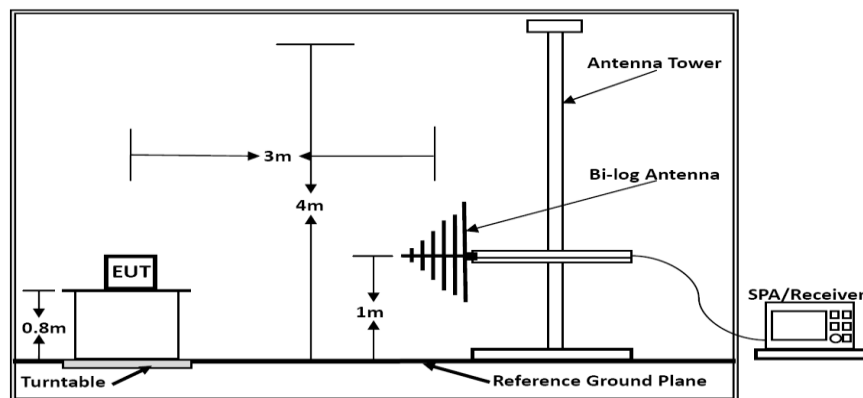 Antenna Tower
3m
Bi-log Antenna
4m
EUT
SPA/Receiver
0.8m
1m
Turntable
Reference Ground Plane